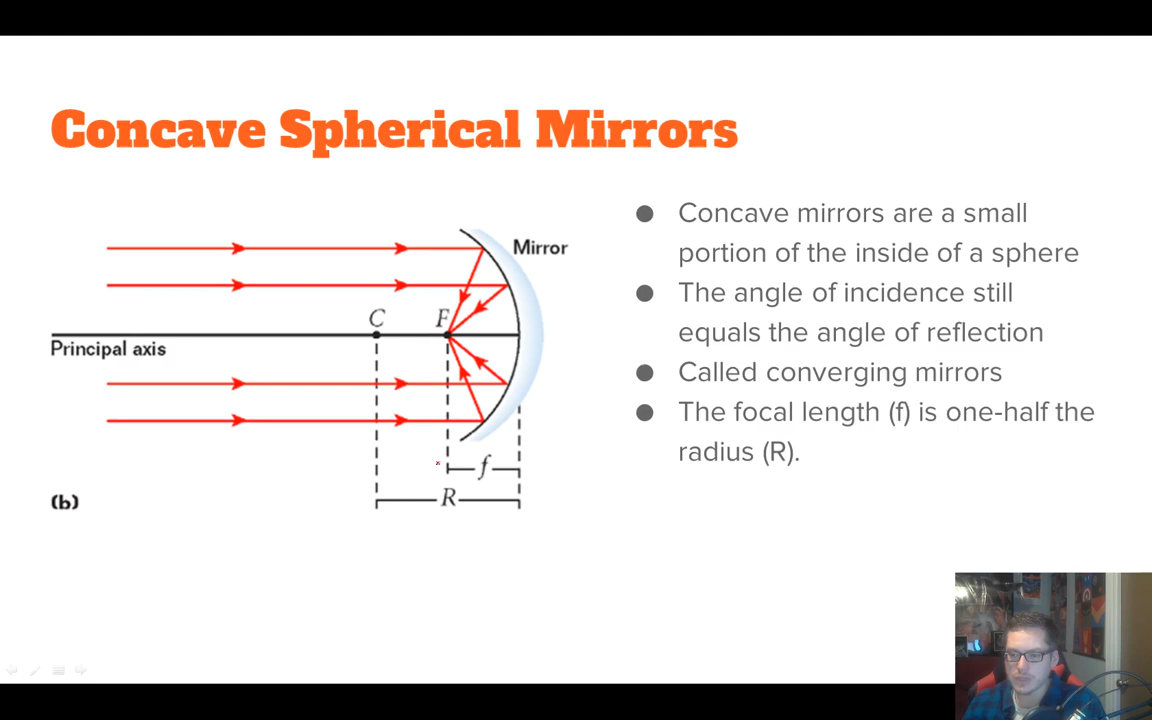 Concave Spherical Mirrors
Mirror
C
F
Principal axis
f
R
(b)
● Concave mirrors are a small
portion of the inside of a sphere
● The angle of incidence still
equals the angle of reflection
● Called converging mirrors
● The focal length (f) is one-half the
radius (R).